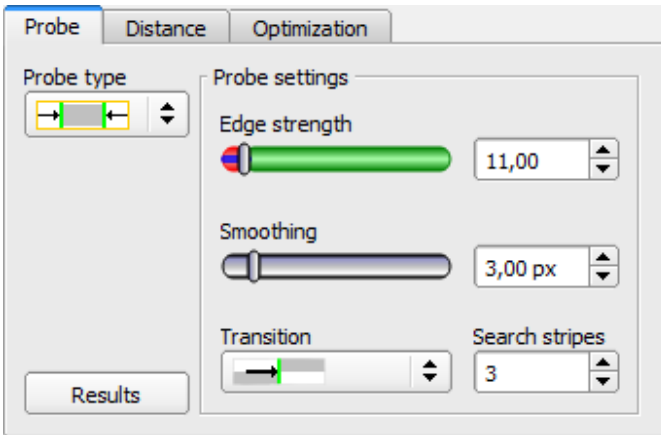 Probe
Distance
Optimization
Probe type
Probe settings
Edge strength
11,00
Smoothing
3,00 px
Transition
Search stripes
3
Results